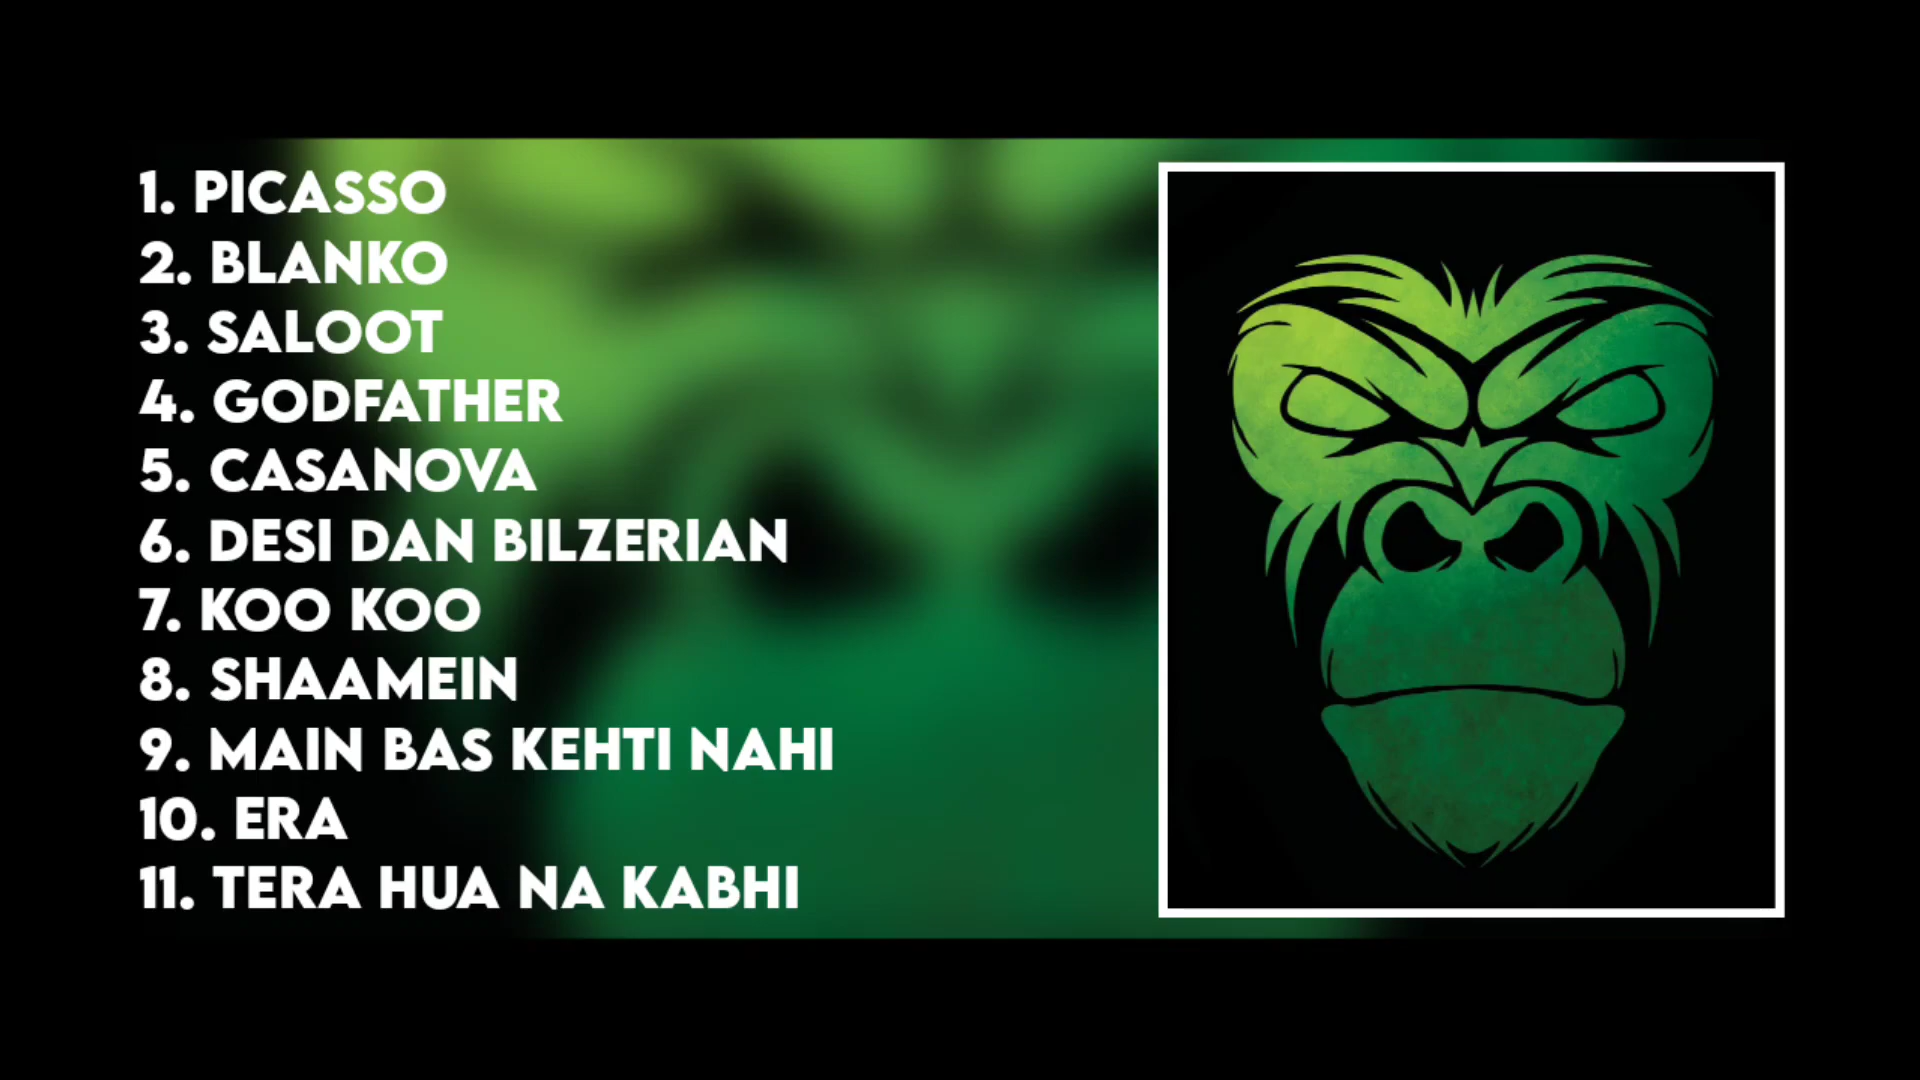 1. PICASSO
2. BLANKO
3. SALOOT
4. GODFATHER
5. CASANOVA
6. DESI DAN BILZERIAN
7. KOO KOO
8. SHAAMEIN
9. MAIN BAS KEHTI NAHI
10. ERA
11. TERA HUA NA KABHI